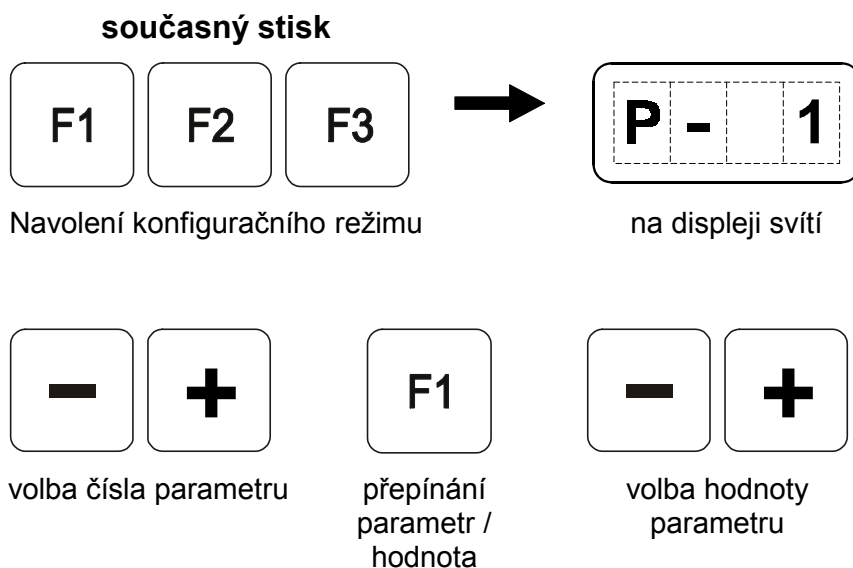 současný stisk
F1 F2 F3 P - 1
Navolení konfiguračního režimu
na displeji svítí
- + F1 - +
volba čísla parametru
přepínání
parametr /
hodnota
volba hodnoty
parametru